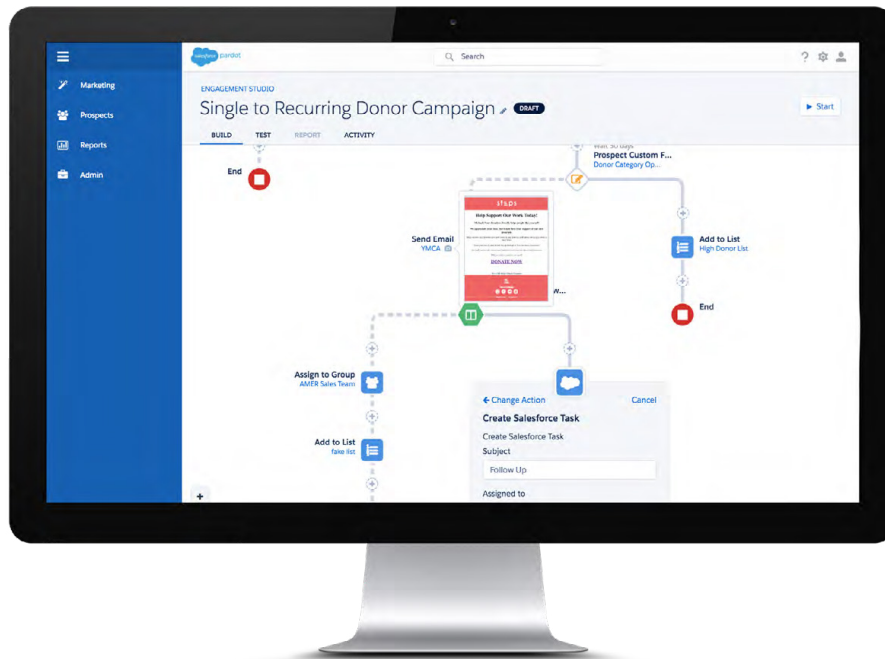 salesforce pardot
Search
?
Marketing
Prospects
Reports
Admin
ENGAGEMENT STUDIO
Single to Recurring Donor Campaign DRAFT
Start
BUILD TEST REPORT ACTIVITY
End
Wait 30 days
Prospect Custom F...
Donor Category Op...
Help Support Our Work Today!
DONATE NOW
Send Email
YMCA
w...
Add to List
High Donor List
End
Assign to Group
AMER Sales Team
Add to List
fake list
Change Action Cancel
Create Salesforce Task
Create Salesforce Task
Subject
Follow Up
Assigned to